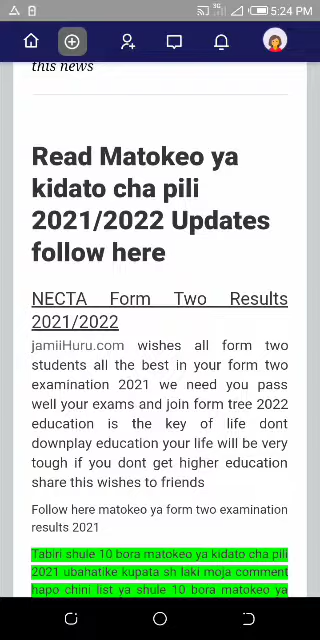 3G
5:24 PM
this news
Read Matokeo ya
kidato cha pili
2021/2022 Updates
follow here
NECTA Form Two Results
2021/2022
jamiiHuru.com wishes all form two
students all the best in your form two
examination 2021 we need you pass
well your exams and join form tree 2022
education is the key of life dont
downplay education your life will be very
tough if you dont get higher education
share this wishes to friends
Follow here matokeo ya form two examination
results 2021
Tabiri shule 10 bora matokeo ya kidato cha pili
2021 ubahatike kupata sh laki moja comment
hapo chini list ya shule 10 bora matokeo ya